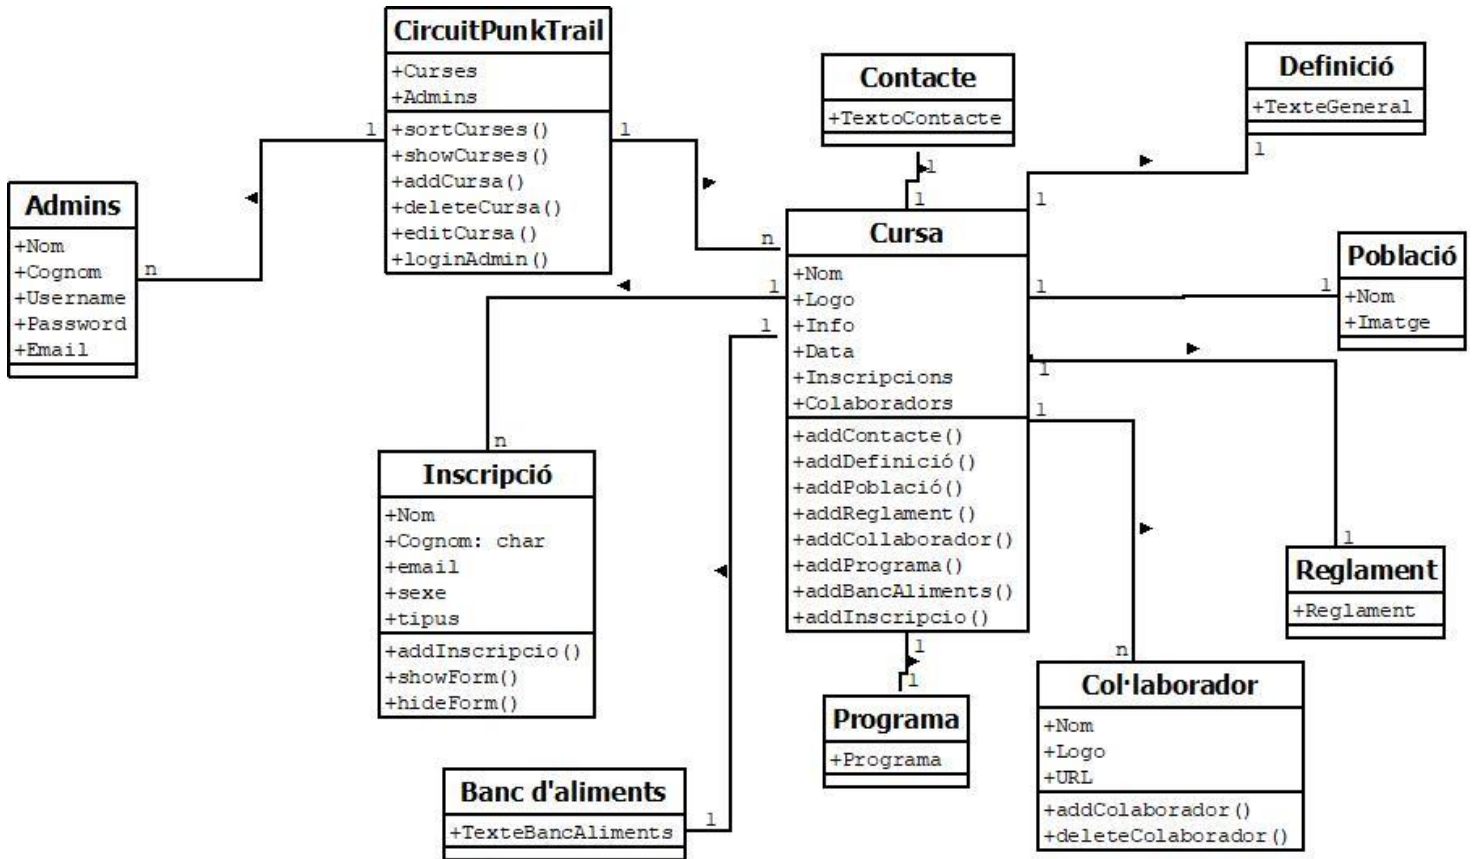 CircuitPunkTrail
+Curses
+Admins
+sortCurses()
+showCurses()
+addCursa()
+deleteCursa()
+editCursa()
+loginAdmin()
1
1
n
n
Admins
+Nom
+Cognom
+Username
+Password
+Email
Contacte
+TextoContacte
1
1
Definició
+TexteGeneral
1
1
Cursa
+Nom
+Logo
+Info
+Data
+Inscripcions
+Colaboradors
+addContacte()
+addDefinició()
+addPoblació()
+addReglament()
+addCollaborador()
+addPrograma()
+addBancAliments()
+addInscripcio()
1
1
Població
+Nom
+Imatge
1
1
1
1
n
Inscripció
+Nom
+Cognom: char
+email
+sexe
+tipus
+addInscripcio()
+showForm()
+hideForm()
1
Reglament
+Reglament
1
1
Programa
+Programa
n
Col·laborador
+Nom
+Logo
+URL
+addColaborador()
+deleteColaborador()
Banc d'aliments
+TexteBancAliments
1